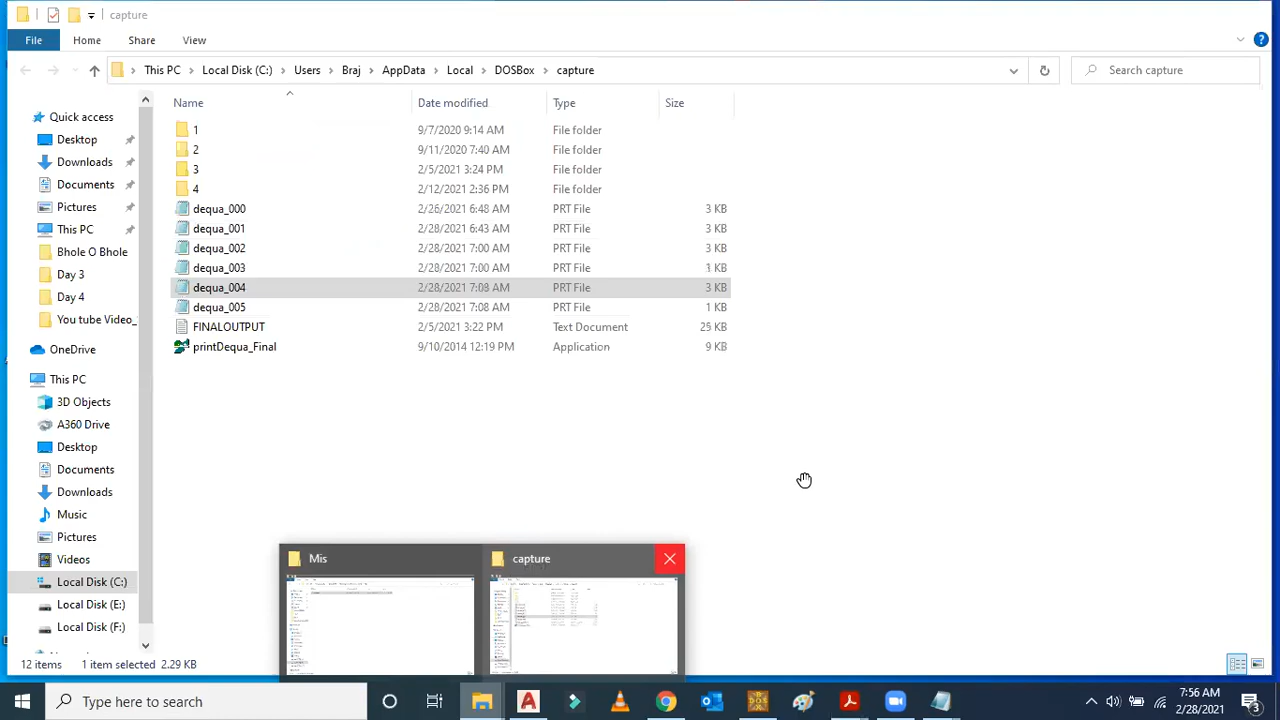 capture
File Home Share View
This PC Local Disk (C:) Users Braj AppData Local DOSBox capture Search capture
Name Date modified Type Size
Quick access
Desktop
Downloads
Documents
Pictures
This PC
Bhole O Bhole
Day 3
Day 4
You tube Video_
OneDrive
This PC
3D Objects
A360 Drive
Desktop
Documents
Downloads
Music
Pictures
Videos
Local Disk (C:)
Local Disk (E:)
Local Disk (F:)
1 9/7/2020 9:14 AM File folder
2 9/11/2020 7:40 AM File folder
3 2/5/2021 3:24 PM File folder
4 2/12/2021 2:36 PM File folder
dequa_000 2/26/2021 6:48 AM PRT File 3 KB
dequa_001 2/28/2021 6:43 AM PRT File 3 KB
dequa_002 2/28/2021 7:00 AM PRT File 3 KB
dequa_003 2/28/2021 7:00 AM PRT File 1 KB
dequa_004 2/28/2021 7:08 AM PRT File 3 KB
dequa_005 2/28/2021 7:08 AM PRT File 1 KB
FINALOUTPUT 2/5/2021 3:22 PM Text Document 25 KB
printDequa_Final 9/10/2014 12:19 PM Application 9 KB
Mis capture
items 1 item selected 2.29 KB
Type here to search
7:56 AM
2/28/2021
3